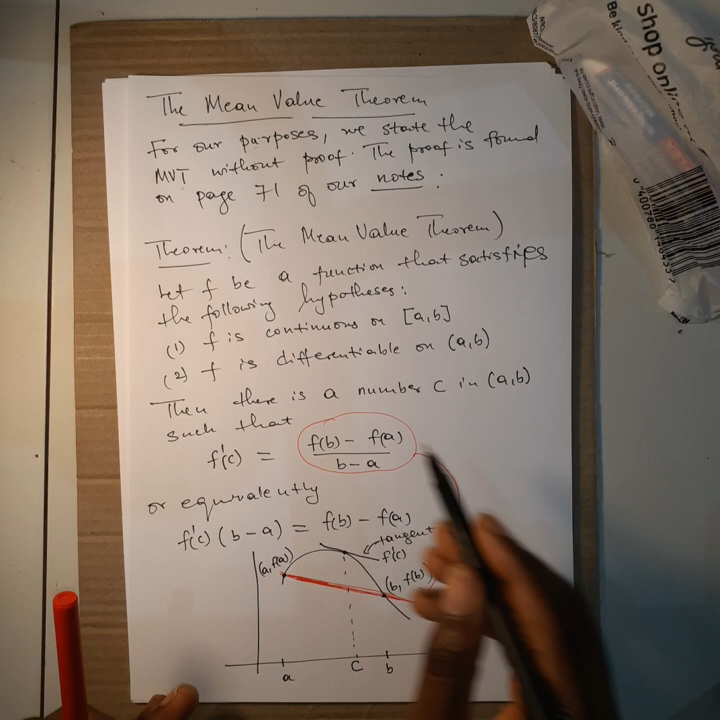 The Mean Value Theorem
For our purposes, we state the
MVT without proof. The proof is found
on page 71 of our notes:
Theorem: (The Mean Value Theorem)
Let f be a function that satisfies
the following hypotheses:
(1) f is continuous on [a,b]
(2) f is differentiable on (a,b)
Then there is a number C in (a,b)
such that
f'(c) = f(b) - f(a) / b-a
or equivalently
f'(c) (b-a) = f(b) - f(a)
tangent
(a, f(a)) f'(c)
(b, f(b))
a C b
shop onli